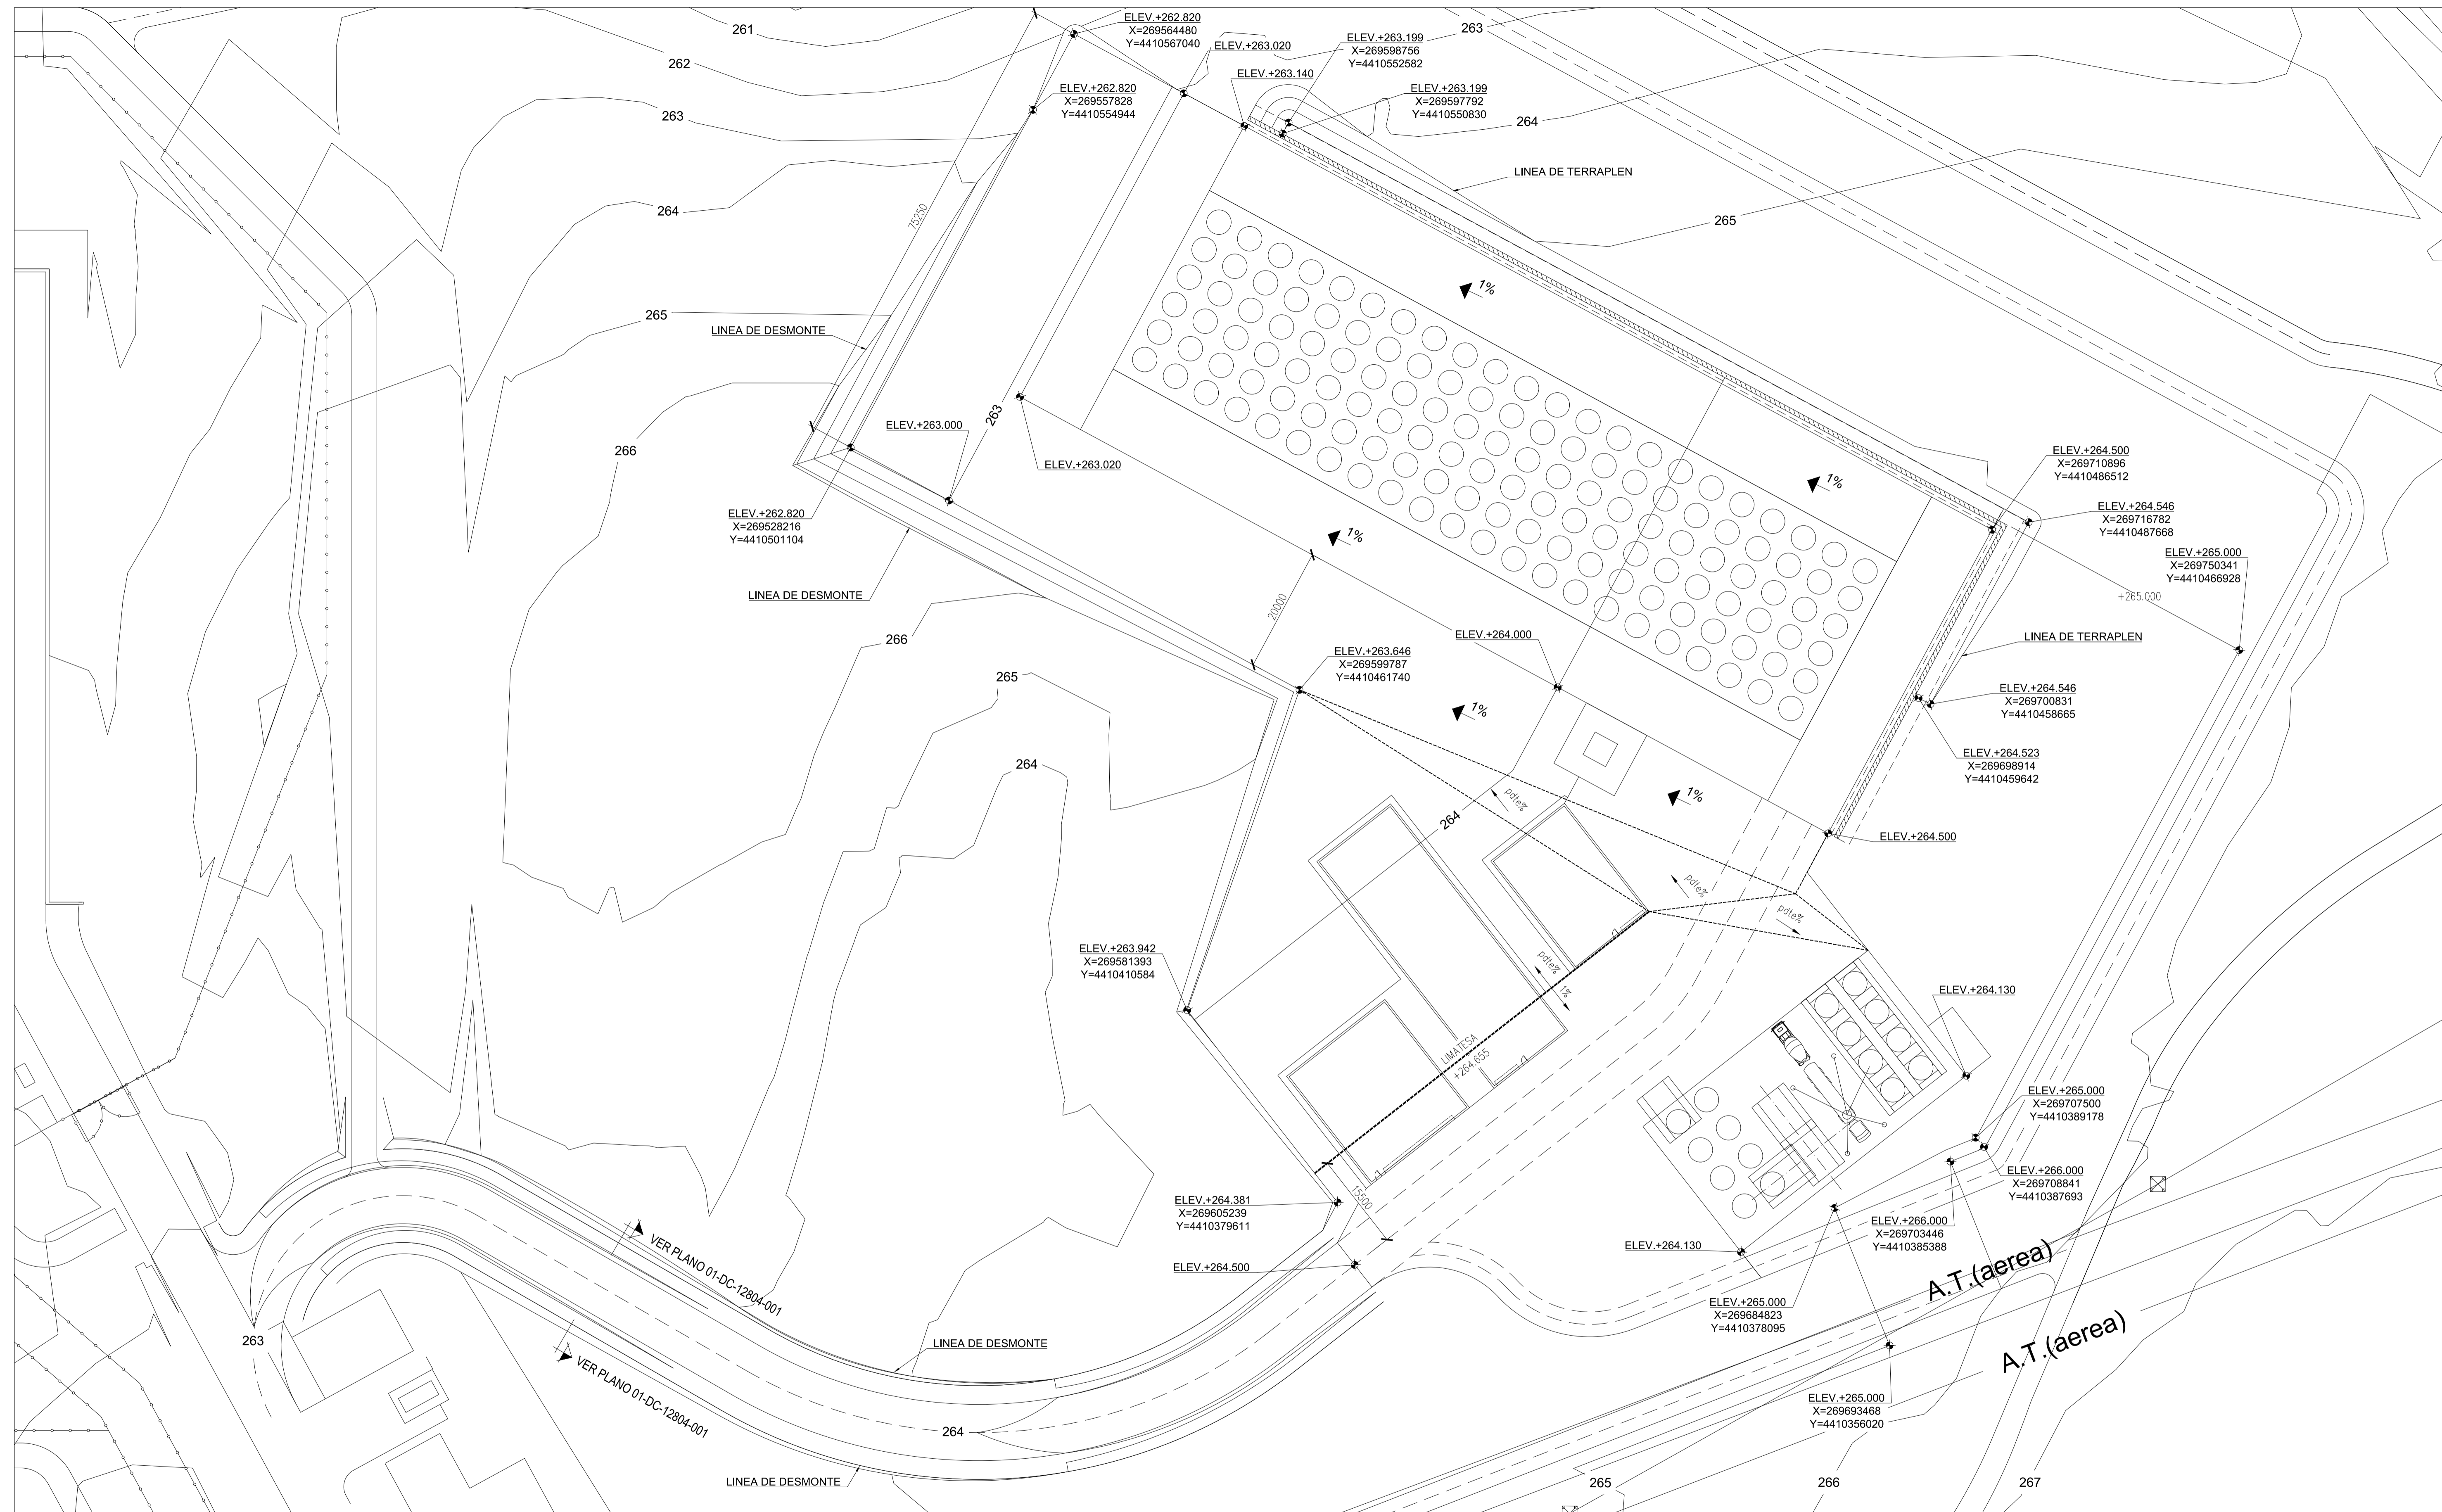 ELEV.+262.820
X=269564480
Y=4410567040
261
ELEV.+263.020
ELEV.+263.199
X=269598756
Y=4410552582
263
262
ELEV.+263.140
ELEV.+262.820
X=269557828
Y=4410554944
ELEV.+263.199
X=269597792
Y=4410550830
263
264
LINEA DE TERRAPLEN
264
75250
265
1%
265
LINEA DE DESMONTE
263
ELEV.+263.000
266
ELEV.+263.020
ELEV.+264.500
X=269710896
Y=4410486512
1%
ELEV.+262.820
X=269528216
Y=4410501104
ELEV.+264.546
X=269716782
Y=4410487668
1%
ELEV.+265.000
X=269750341
Y=4410466928
LINEA DE DESMONTE
+265.000
20000
266
ELEV.+264.000
LINEA DE TERRAPLEN
ELEV.+263.646
X=269599787
Y=4410461740
265
ELEV.+264.546
X=269700831
Y=4410458665
1%
264
ELEV.+264.523
X=269698914
Y=4410459642
pdte%
1%
264
ELEV.+264.500
pdte%
pdte%
ELEV.+263.942
X=269581393
Y=4410410584
pdte%
1%
ELEV.+264.130
LIMATESA
+264.655
ELEV.+265.000
X=269707500
Y=4410389178
ELEV.+266.000
X=269708841
Y=4410387693
ELEV.+264.381
X=269605239
Y=4410379611
15500
ELEV.+266.000
X=269703446
Y=4410385388
VER PLANO 01-DC-12804-001
ELEV.+264.130
ELEV.+264.500
A.T.(aerea)
ELEV.+265.000
X=269684823
Y=4410378095
263
LINEA DE DESMONTE
A.T.(aerea)
VER PLANO 01-DC-12804-001
ELEV.+265.000
X=269693468
Y=4410356020
264
LINEA DE DESMONTE
265
266
267